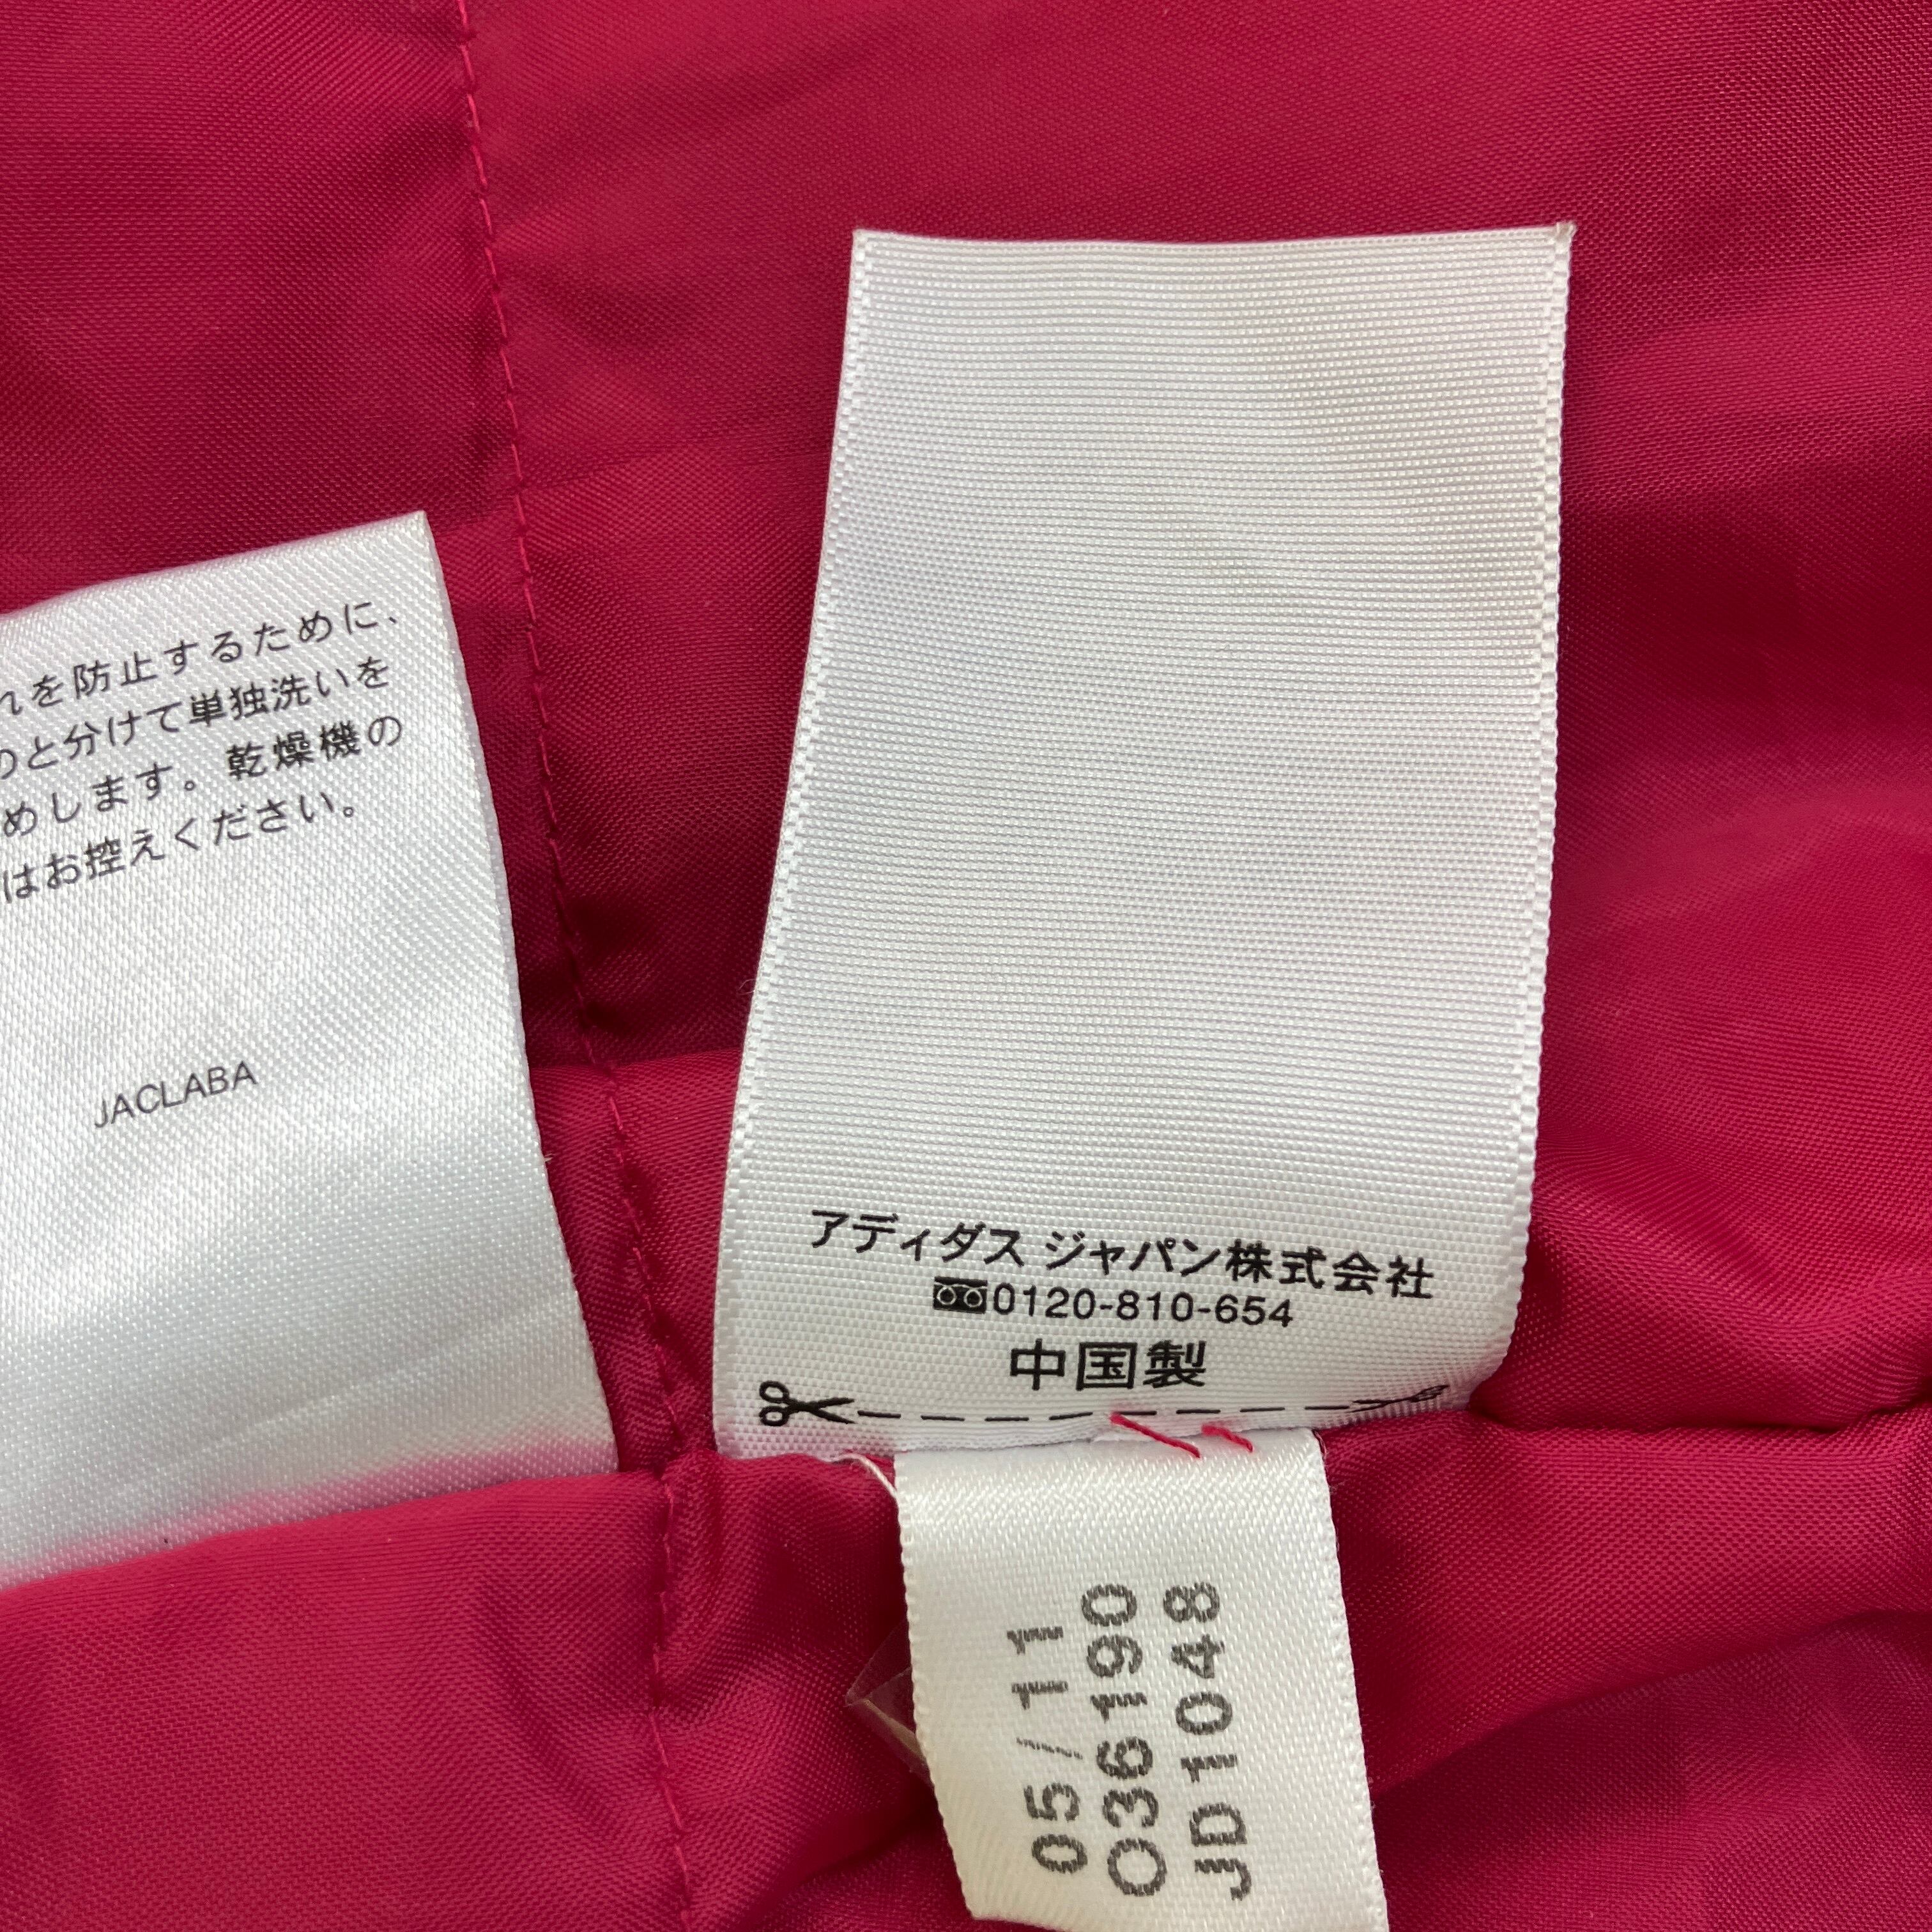 れを防止するために、
のと分けて単独洗いを
めします。乾燥機の
はお控えください。
JACLABA
アディダス ジャパン株式会社
0120-810-654
中国製
05/11
O36190
JD1048